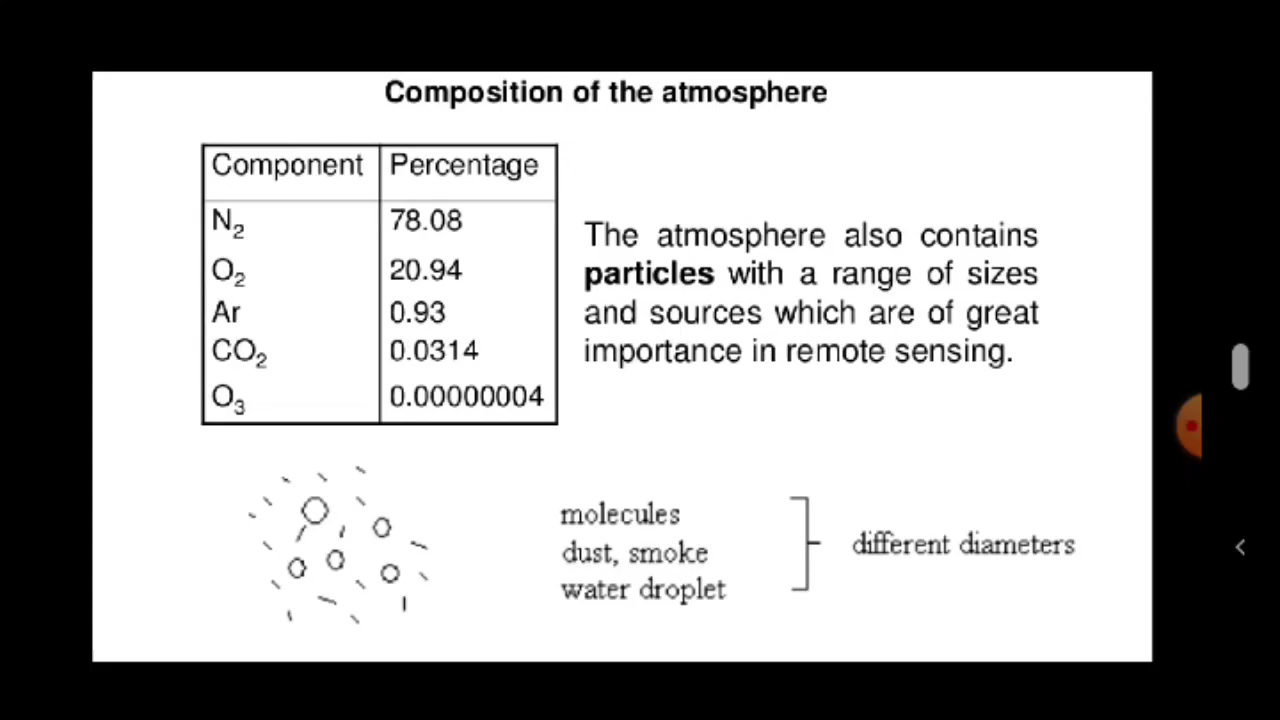 Composition of the atmosphere
Component Percentage
N₂ 78.08
O₂ 20.94
Ar 0.93
CO₂ 0.0314
O₃ 0.00000004
The atmosphere also contains
particles with a range of sizes
and sources which are of great
importance in remote sensing.
molecules
dust, smoke
water droplet
different diameters